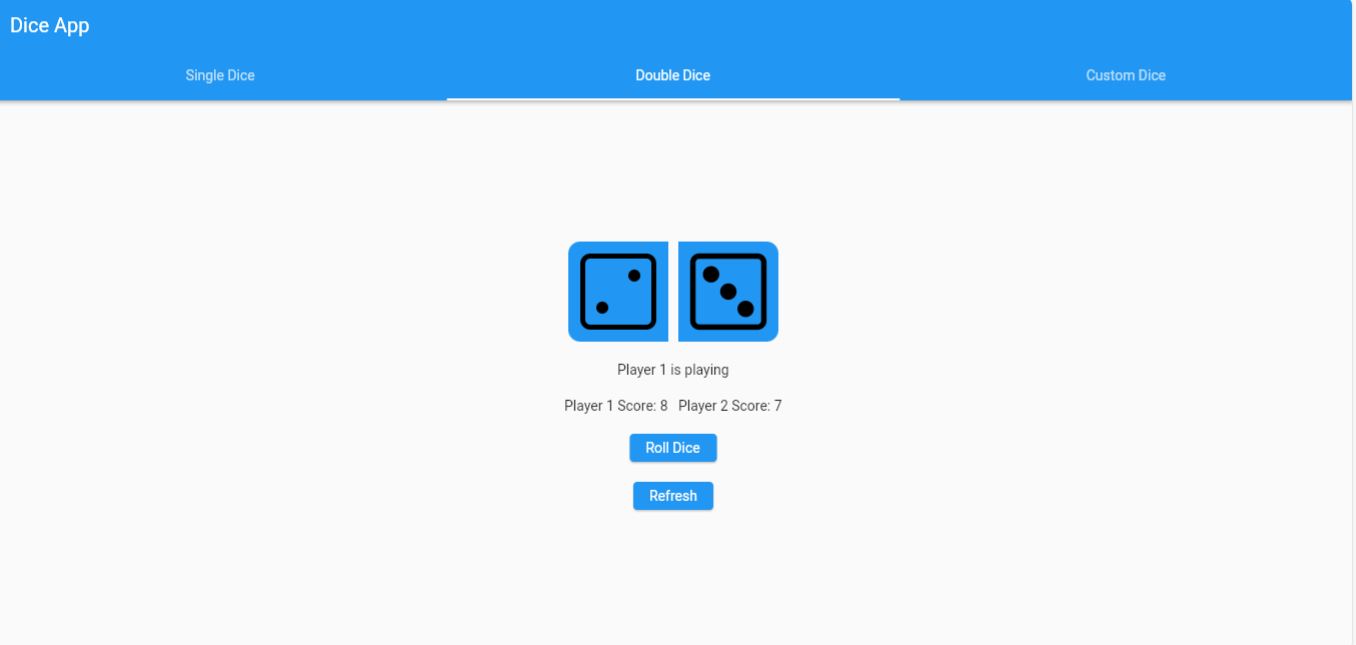 Dice App
Single Dice Double Dice Custom Dice
Player 1 is playing
Player 1 Score: 8 Player 2 Score: 7
Roll Dice
Refresh